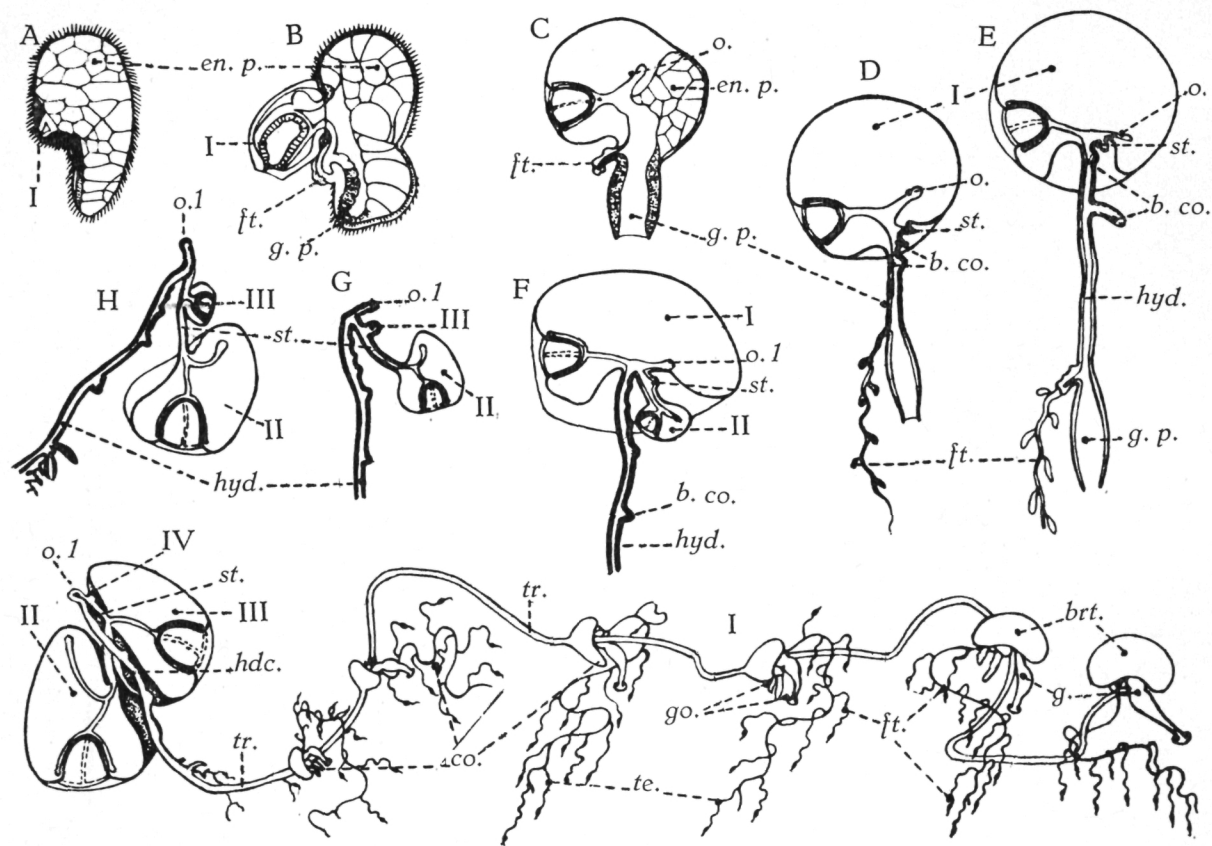 A
B
C
D
E
en. p.
o.
en. p.
I
o.
I
I
ft.
g. p.
ft.
g. p.
o.
st.
b. co.
st.
b. co.
hyd.
g. p.
ft.
o.1
H
III
st.
II
hyd.
G
o.1
III
II
F
I
o.1
st.
II
b. co.
hyd.
o. 1
IV
st.
III
II
hdc.
tr.
tr.
co.
te.
I
go.
ft.
brt.
g.